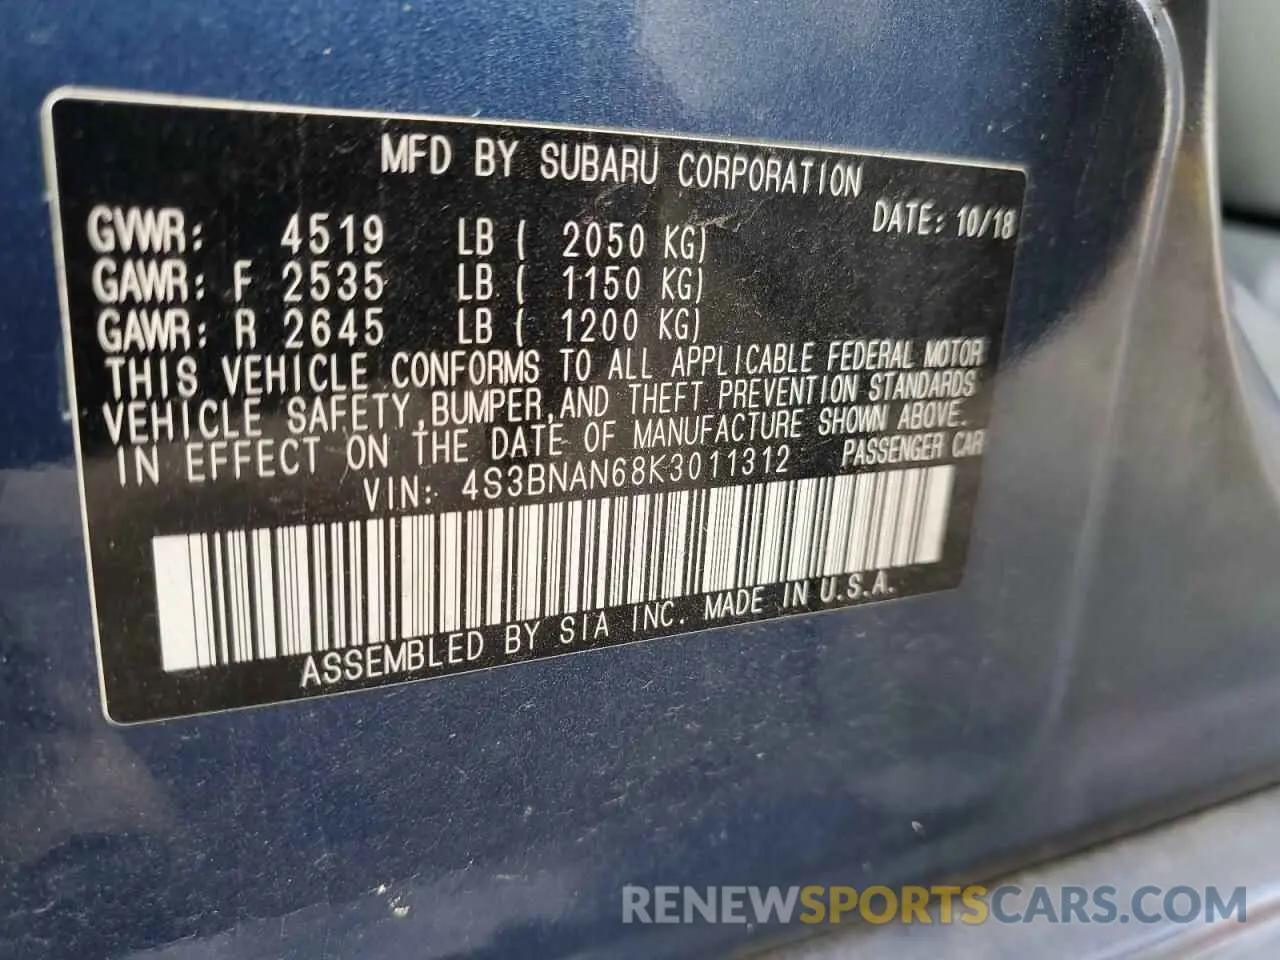 MFD BY SUBARU CORPORATION
DATE: 10/18
GVWR: 4519 LB ( 2050 KG)
GAWR: F 2535 LB ( 1150 KG)
GAWR: R 2645 LB ( 1200 KG)
THIS VEHICLE CONFORMS TO ALL APPLICABLE FEDERAL MOTOR
VEHICLE SAFETY,BUMPER,AND THEFT PREVENTION STANDARDS
IN EFFECT ON THE DATE OF MANUFACTURE SHOWN ABOVE.
VIN: 4S3BNAN68K3011312 PASSENGER CAR
ASSEMBLED BY SIA INC. MADE IN U.S.A.
RENEWSPORTSCARS.COM